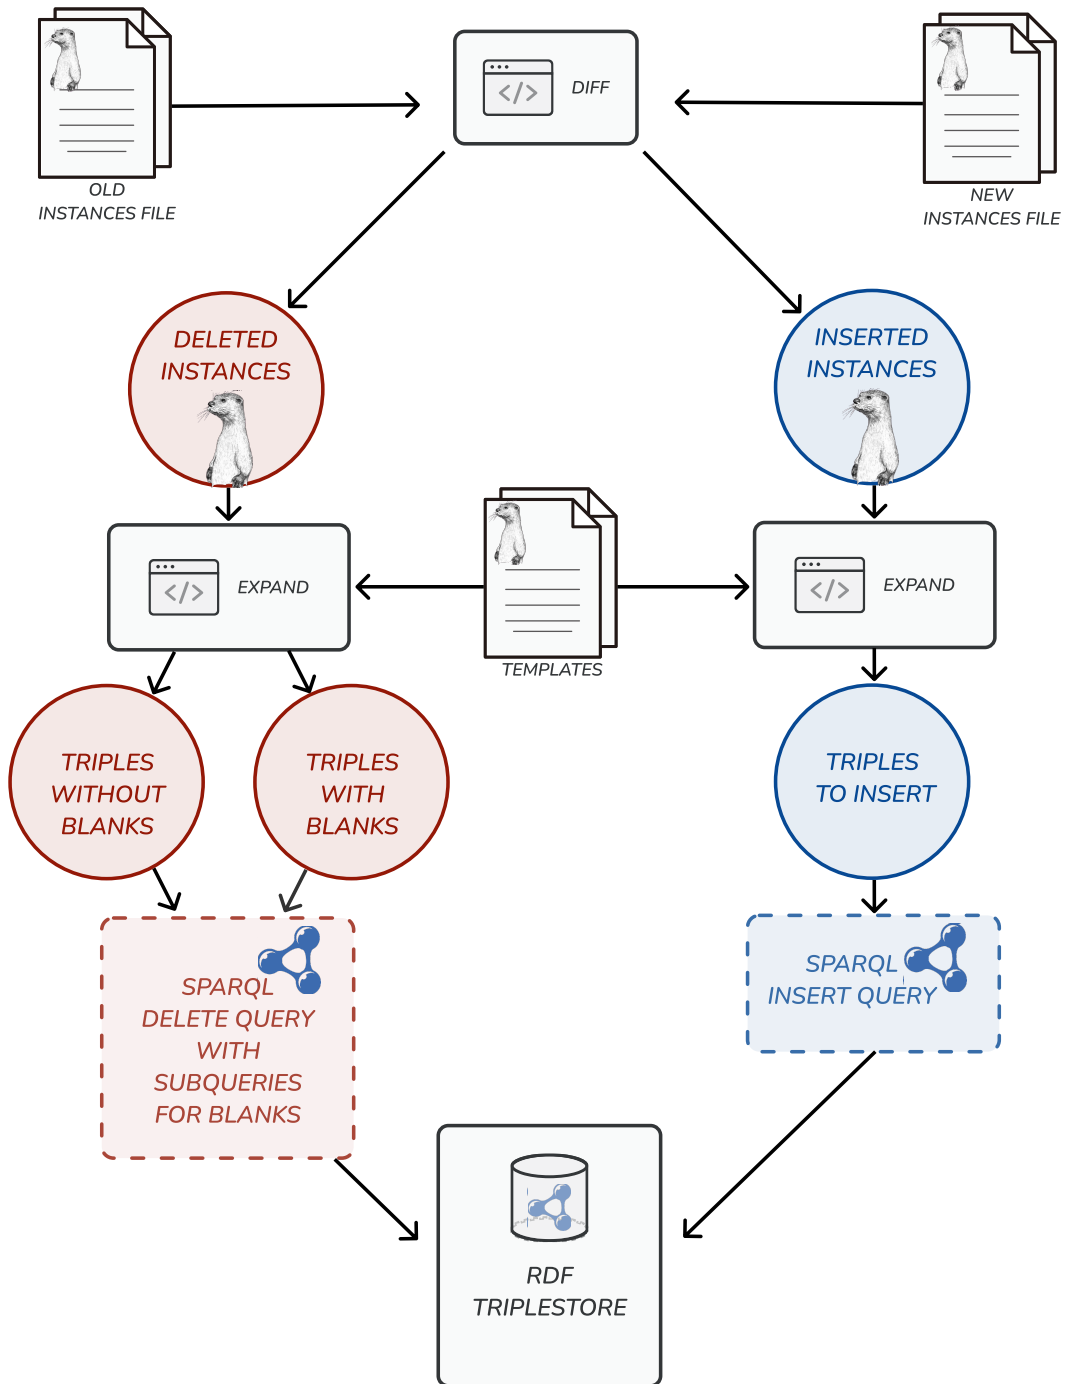 DIFF
OLD
INSTANCES FILE
NEW
INSTANCES FILE
DELETED
INSTANCES
INSERTED
INSTANCES
EXPAND
TEMPLATES
EXPAND
TRIPLES
WITHOUT
BLANKS
TRIPLES
WITH
BLANKS
TRIPLES
TO INSERT
SPARQL
DELETE QUERY
WITH
SUBQUERIES
FOR BLANKS
SPARQL
INSERT QUERY
RDF
TRIPLESTORE